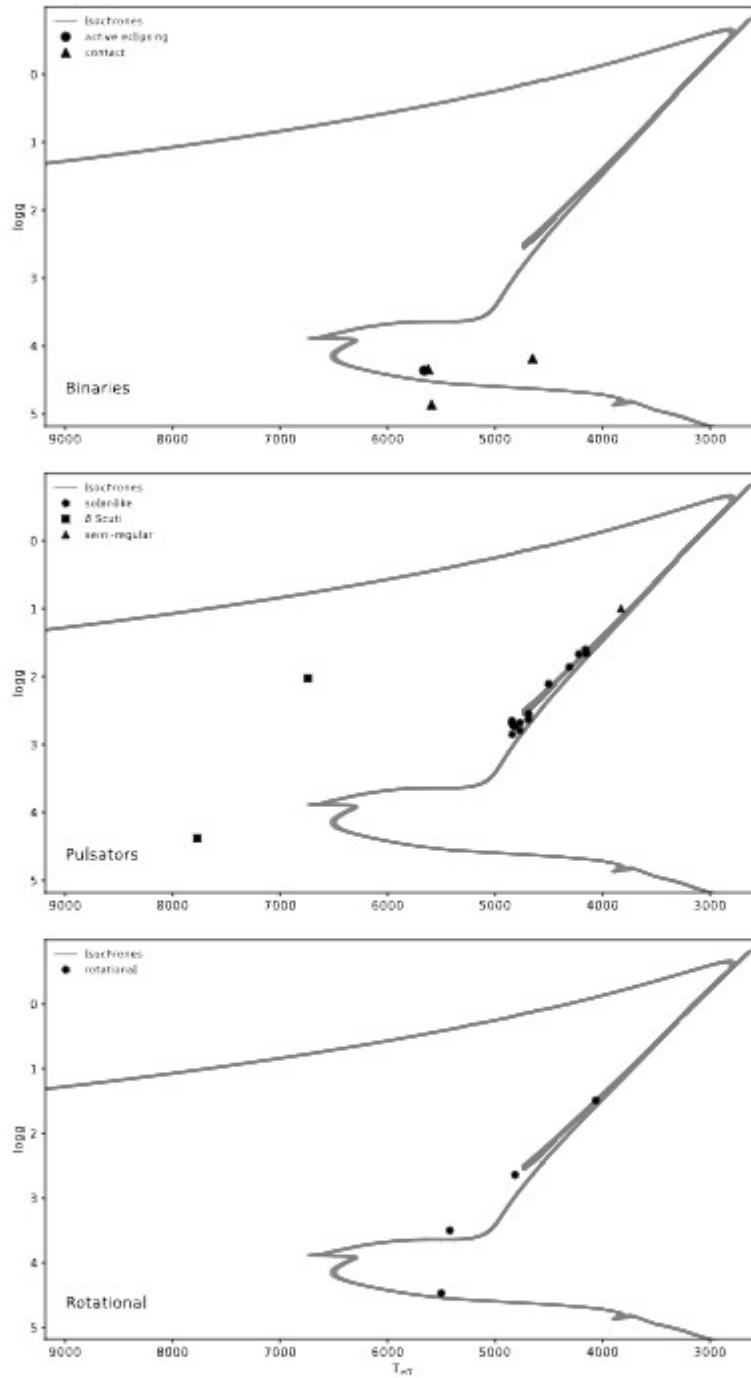 Isochrones
active eclipsing
contact
0
1
2
3
4
5
logg
Binaries
9000 8000 7000 6000 5000 4000 3000
Isochrones
solarlike
δ Scuti
semi-regular
0
1
2
3
4
5
logg
Pulsators
9000 8000 7000 6000 5000 4000 3000
Isochrones
rotational
0
1
2
3
4
5
logg
Rotational
9000 8000 7000 6000 5000 4000 3000
T_eff